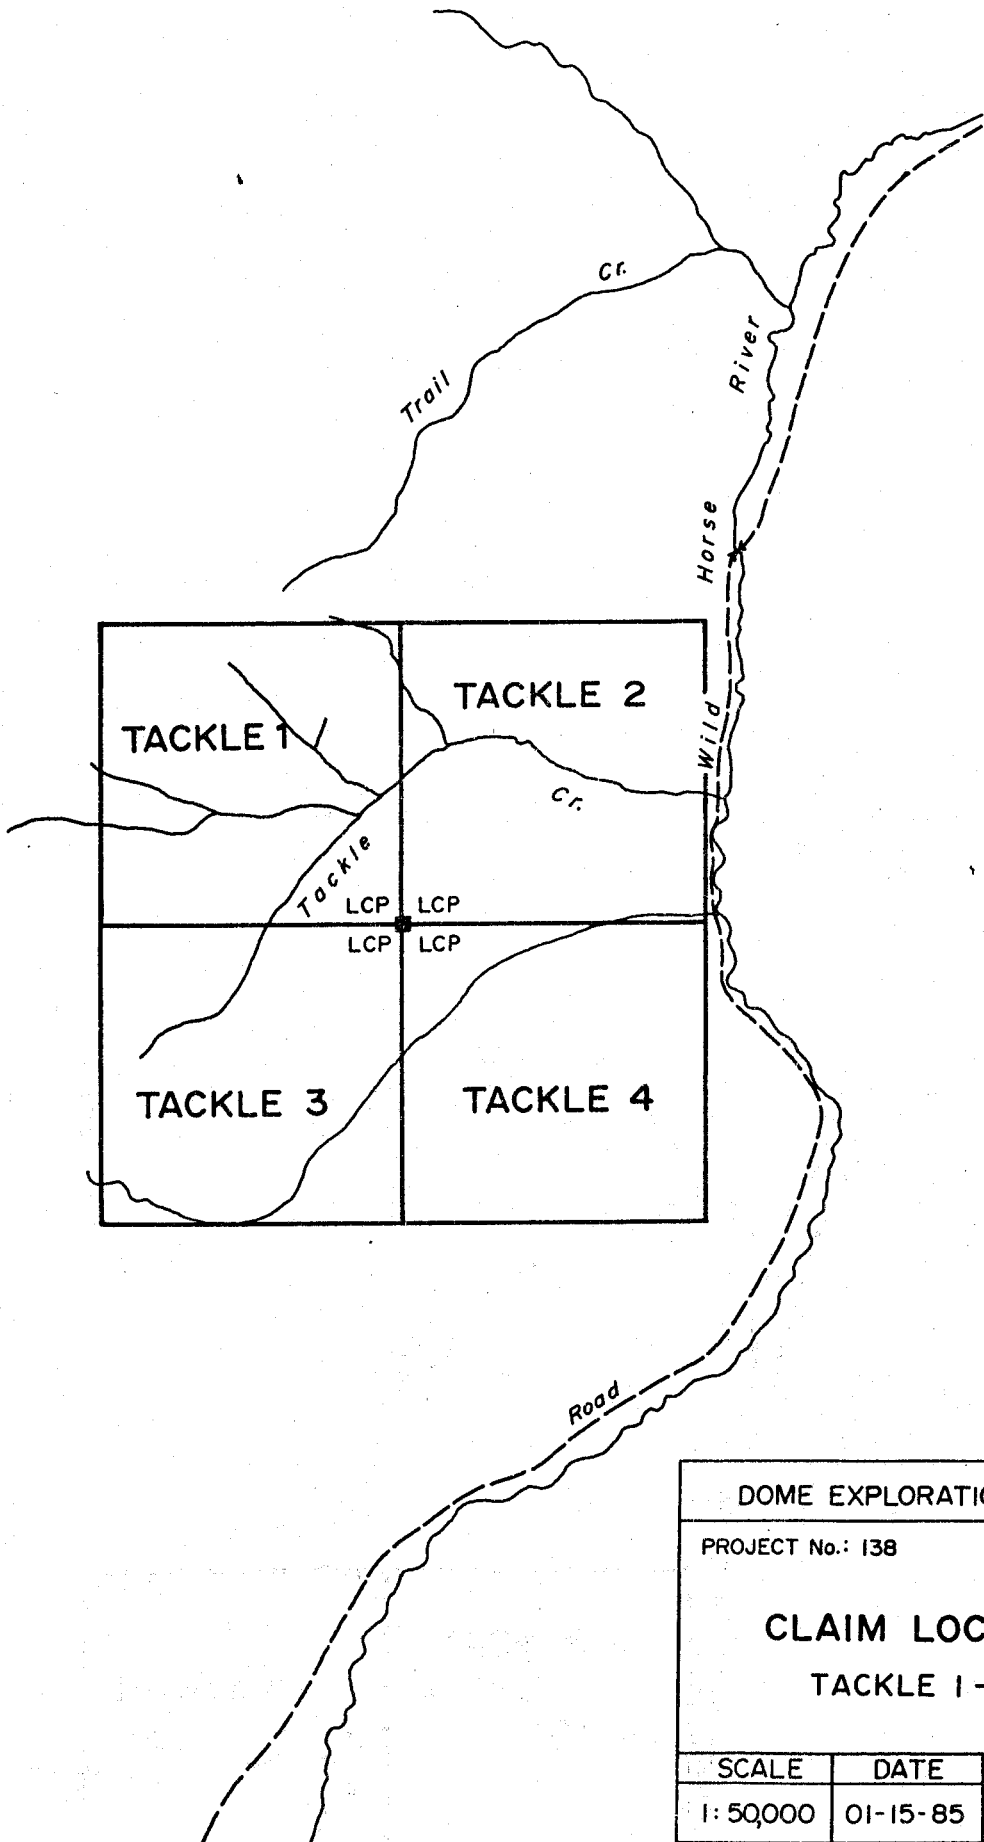 Cr.
Trail
River
Horse
Wild
TACKLE 1
TACKLE 2
Cr.
Tackle
LCP LCP
LCP LCP
TACKLE 3
TACKLE 4
Road
DOME EXPLORATIO
PROJECT No.: 138
CLAIM LOC
TACKLE 1 -
SCALE DATE
1:50,000 01-15-85